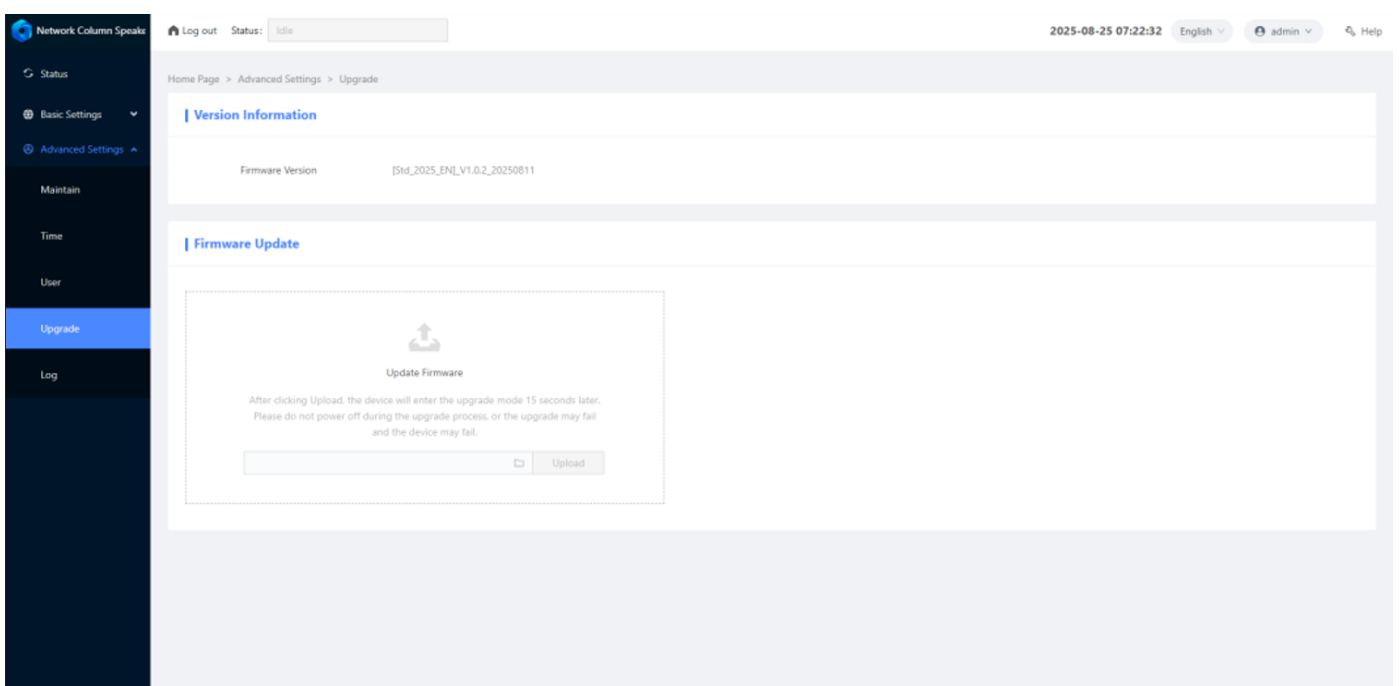 Network Column Speake
Log out
Status:
Idle
2025-08-25 07:22:32
English
admin
Help
Status
Basic Settings
Advanced Settings
Maintain
Time
User
Upgrade
Log
Home Page > Advanced Settings > Upgrade
Version Information
Firmware Version
[Std_2025_EN]_V1.0.2_20250811
Firmware Update
Update Firmware
After clicking Upload, the device will enter the upgrade mode 15 seconds later.
Please do not power off during the upgrade process, or the upgrade may fail
and the device may fail.
Upload